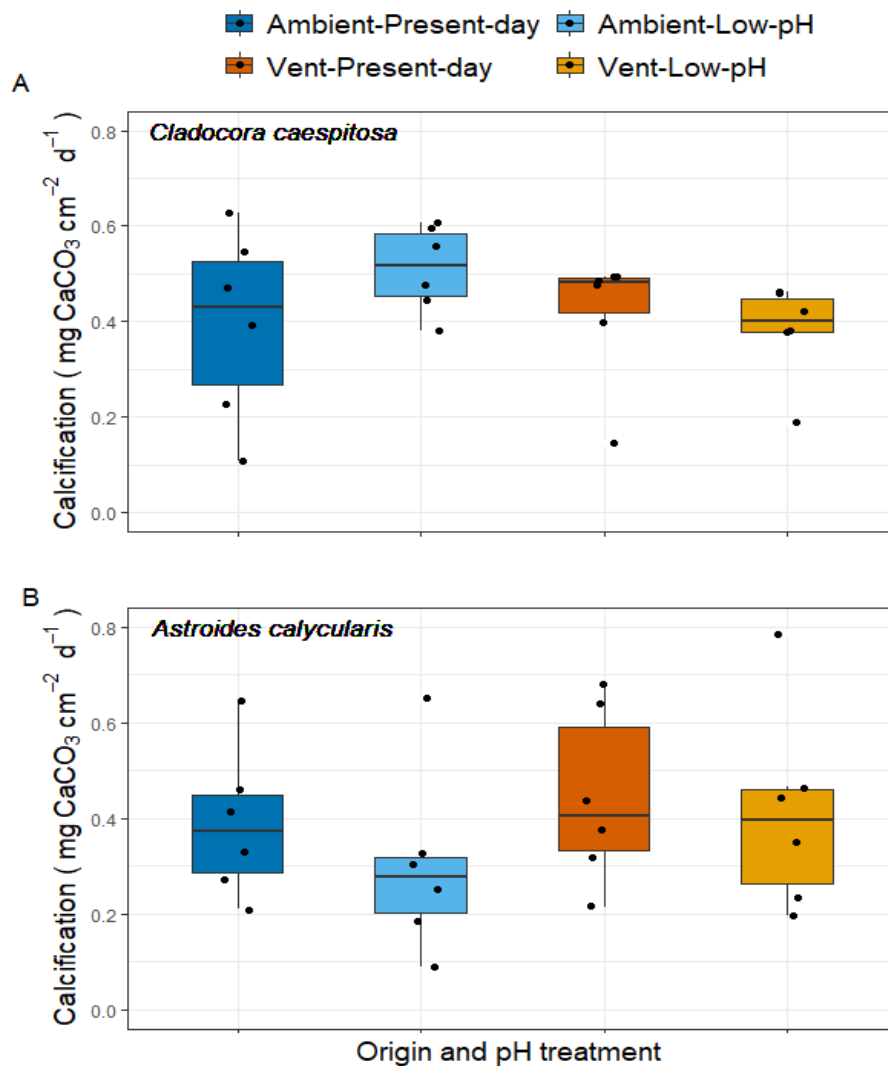 Ambient-Present-day Ambient-Low-pH
Vent-Present-day Vent-Low-pH
A
Cladocora caespitosa
Calcification ( mg CaCO₃ cm⁻² d⁻¹ )
0.8
0.6
0.4
0.2
0.0
B
Astroides calycularis
Calcification ( mg CaCO₃ cm⁻² d⁻¹ )
0.8
0.6
0.4
0.2
0.0
Origin and pH treatment